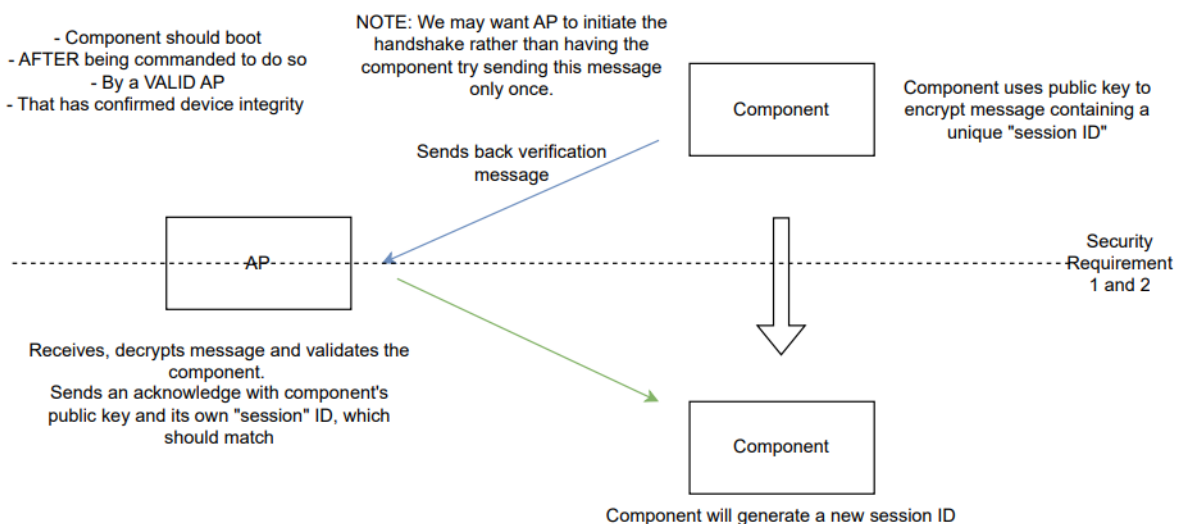 - Component should boot
- AFTER being commanded to do so
- By a VALID AP
- That has confirmed device integrity
NOTE: We may want AP to initiate the
handshake rather than having the
component try sending this message
only once.
Component
Component uses public key to
encrypt message containing a
unique "session ID"
Sends back verification
message
AP
Security
Requirement
1 and 2
Receives, decrypts message and validates the
component.
Sends an acknowledge with component's
public key and its own "session" ID, which
should match
Component
Component will generate a new session ID